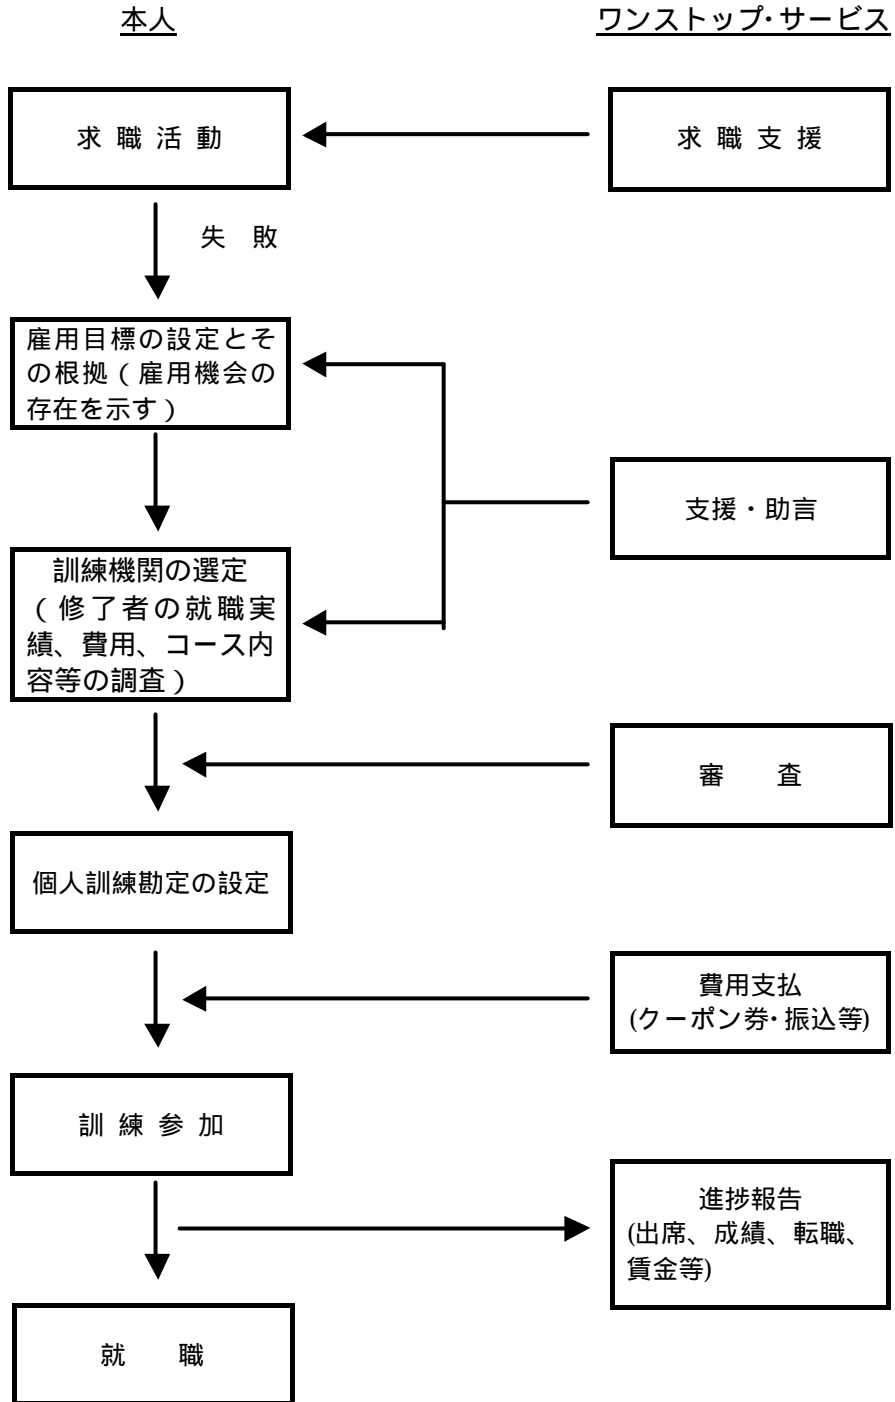 本人
ワンストップ・サービス
求職活動
求職支援
失敗
雇用目標の設定とそ
の根拠（雇用機会の
存在を示す）
支援・助言
訓練機関の選定
（修了者の就職実
績、費用、コース内
容等の調査）
審査
個人訓練勘定の設定
費用支払
(クーポン券・振込等)
訓練参加
進捗報告
(出席、成績、転職、
賃金等)
就職